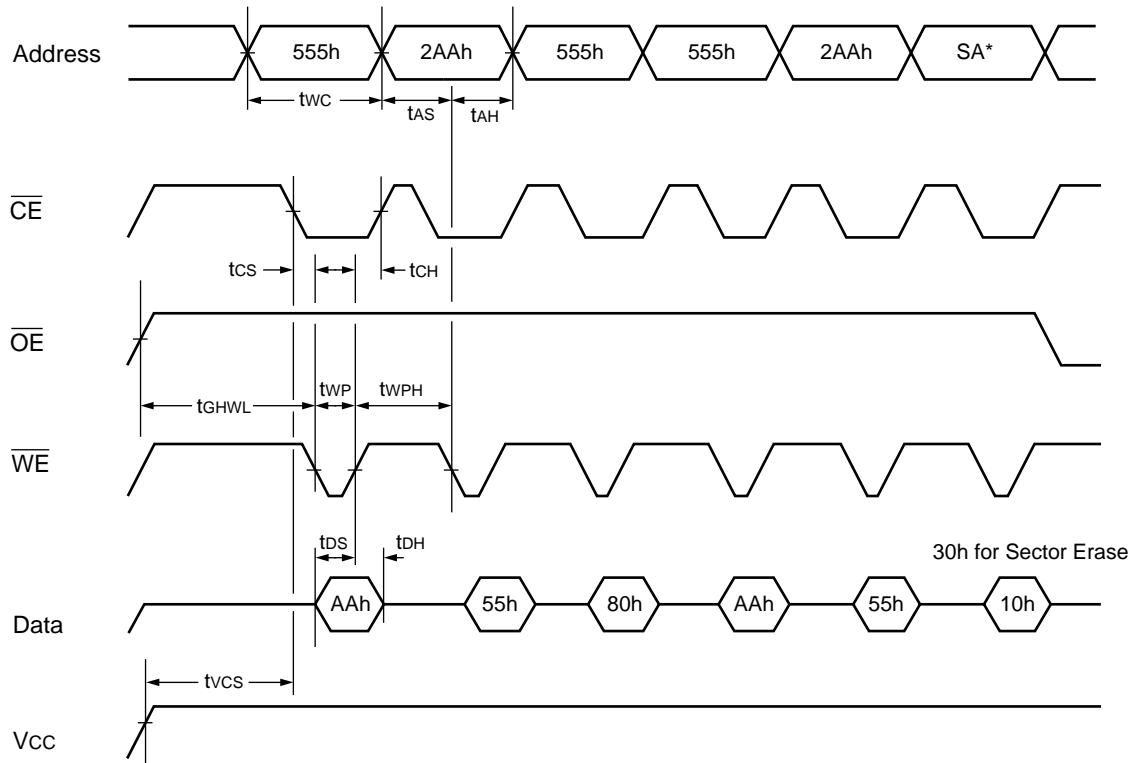 Address
555h 2AAh 555h 555h 2AAh SA*
tWC tAS tAH
CE
tCS tCH
OE
tGHWL tWP tWPH
WE
tDS tDH
30h for Sector Erase
Data
AAh 55h 80h AAh 55h 10h
tVCS
VCC